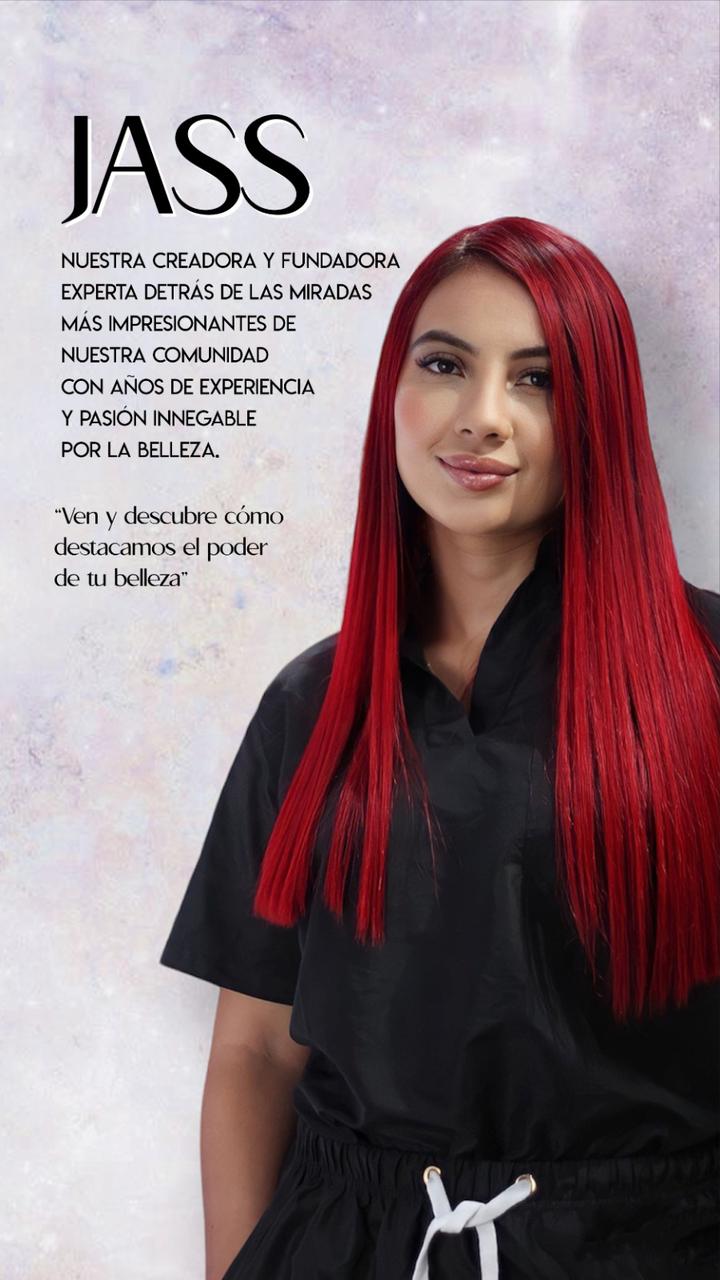 JASS
NUESTRA CREADORA Y FUNDADORA
EXPERTA DETRÁS DE LAS MIRADAS
MÁS IMPRESIONANTES DE
NUESTRA COMUNIDAD
CON AÑOS DE EXPERIENCIA
Y PASIÓN INNEGABLE
POR LA BELLEZA.
“Ven y descubre cómo
destacamos el poder
de tu belleza”